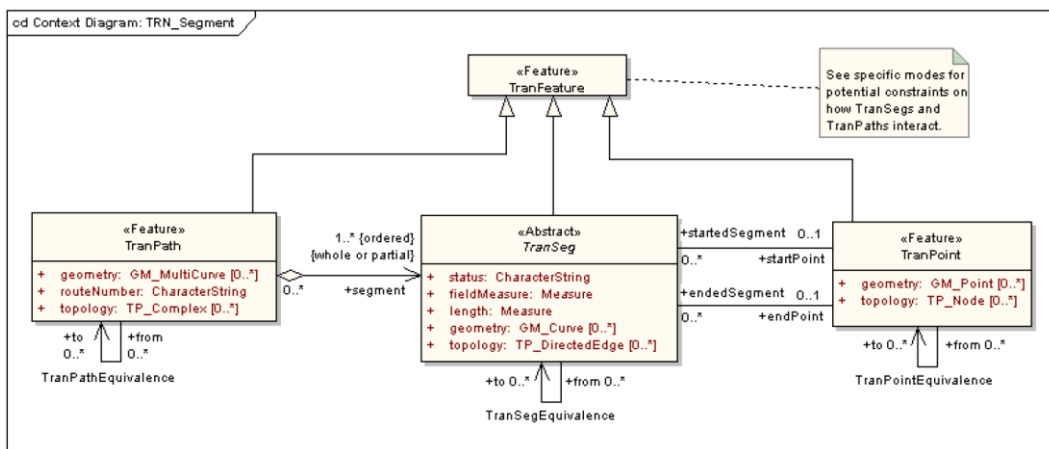 cd Context Diagram: TRN_Segment
«Feature»
TranFeature
See specific modes for
potential constraints on
how TranSegs and
TranPaths interact.
«Feature»
TranPath
+ geometry: GM_MultiCurve [0..*]
+ routeNumber: CharacterString
+ topology: TP_Complex [0..*]
1..* {ordered}
{whole or partial}
0..*
+segment
«Abstract»
TranSeg
+ status: CharacterString
+ fieldMeasure: Measure
+ length: Measure
+ geometry: GM_Curve [0..*]
+ topology: TP_DirectedEdge [0..*]
+startedSegment 0..1
0..* +startPoint
+endedSegment 0..1
0..* +endPoint
«Feature»
TranPoint
+ geometry: GM_Point [0..*]
+ topology: TP_Node [0..*]
+to +from
0..* 0..*
TranPathEquivalence
+to 0..* +from 0..*
TranSegEquivalence
+to 0..* +from 0..*
TranPointEquivalence